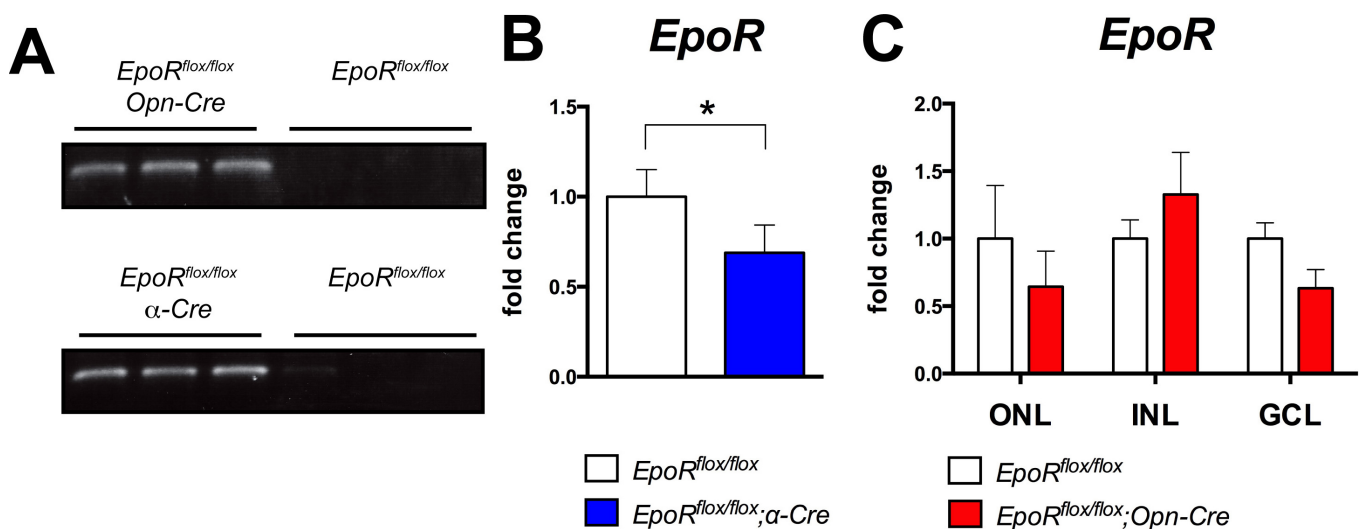 A
EpoRflox/flox
Opn-Cre
EpoRflox/flox
EpoRflox/flox
α-Cre
EpoRflox/flox
B
EpoR
fold change
1.5
1.0
0.5
0.0
*
EpoRflox/flox
EpoRflox/flox;α-Cre
C
EpoR
fold change
2.0
1.5
1.0
0.5
0.0
ONL INL GCL
EpoRflox/flox
EpoRflox/flox;Opn-Cre